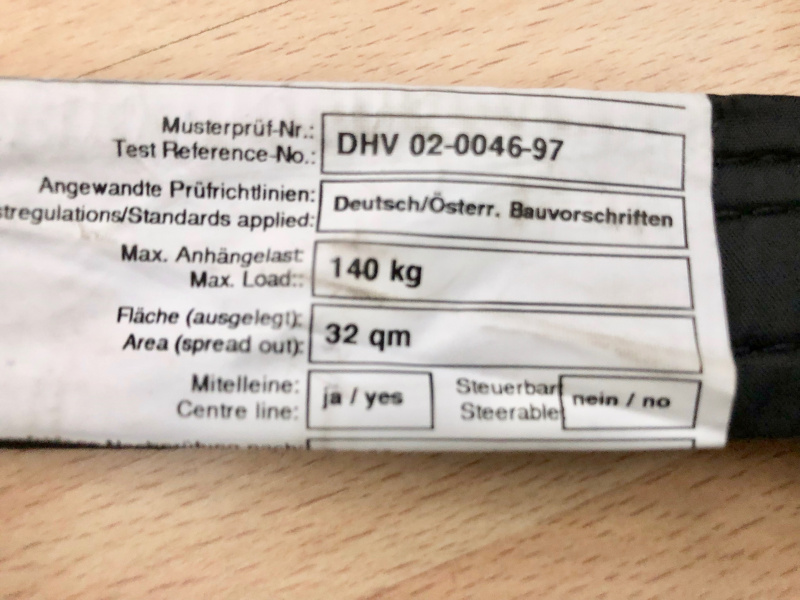 Musterprüf-Nr.:
Test Reference-No.:
DHV 02-0046-97
Angewandte Prüfrichtlinien:
stregulations/Standards applied:
Deutsch/Österr. Bauvorschriften
Max. Anhängelast:
Max. Load::
140 kg
Fläche (ausgelegt):
Area (spread out):
32 qm
Mitelleine:
Centre line:
ja / yes
Steuerbar
Steerable
nein / no